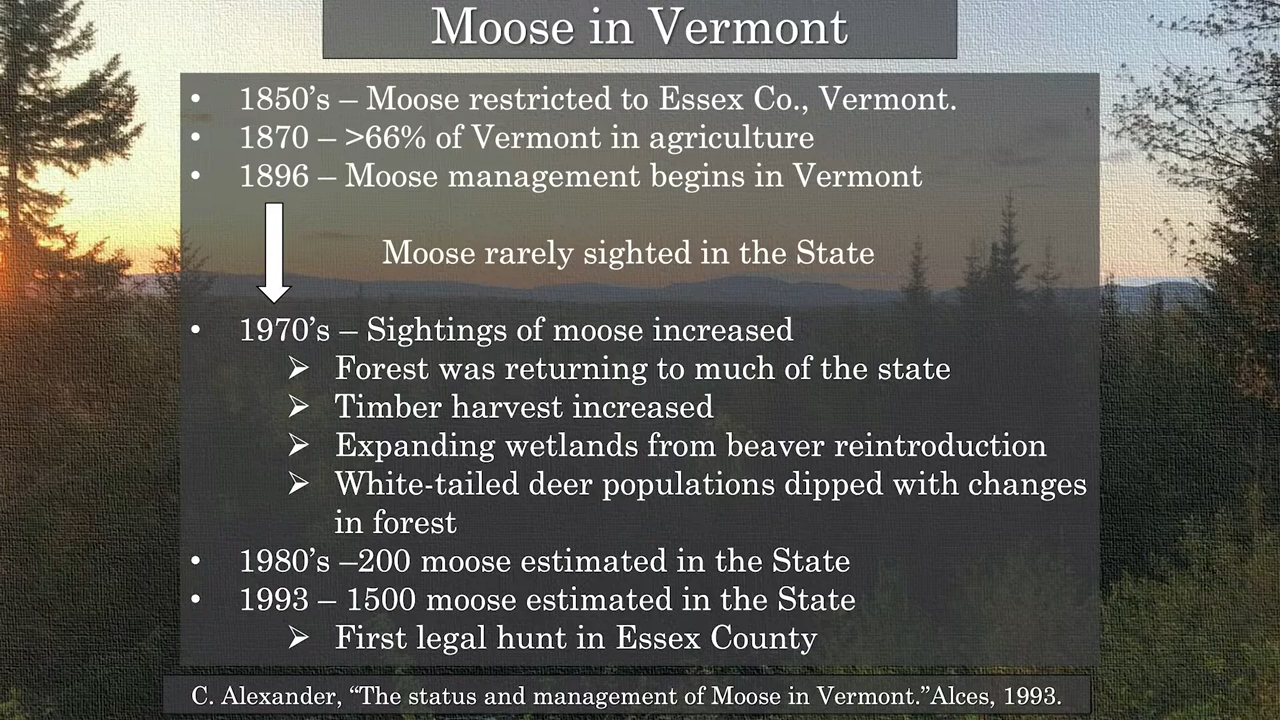 Moose in Vermont
• 1850's – Moose restricted to Essex Co., Vermont.
• 1870 – >66% of Vermont in agriculture
• 1896 – Moose management begins in Vermont
Moose rarely sighted in the State
• 1970's – Sightings of moose increased
➢ Forest was returning to much of the state
➢ Timber harvest increased
➢ Expanding wetlands from beaver reintroduction
➢ White-tailed deer populations dipped with changes
in forest
• 1980's –200 moose estimated in the State
• 1993 – 1500 moose estimated in the State
➢ First legal hunt in Essex County
C. Alexander, “The status and management of Moose in Vermont.”Alces, 1993.